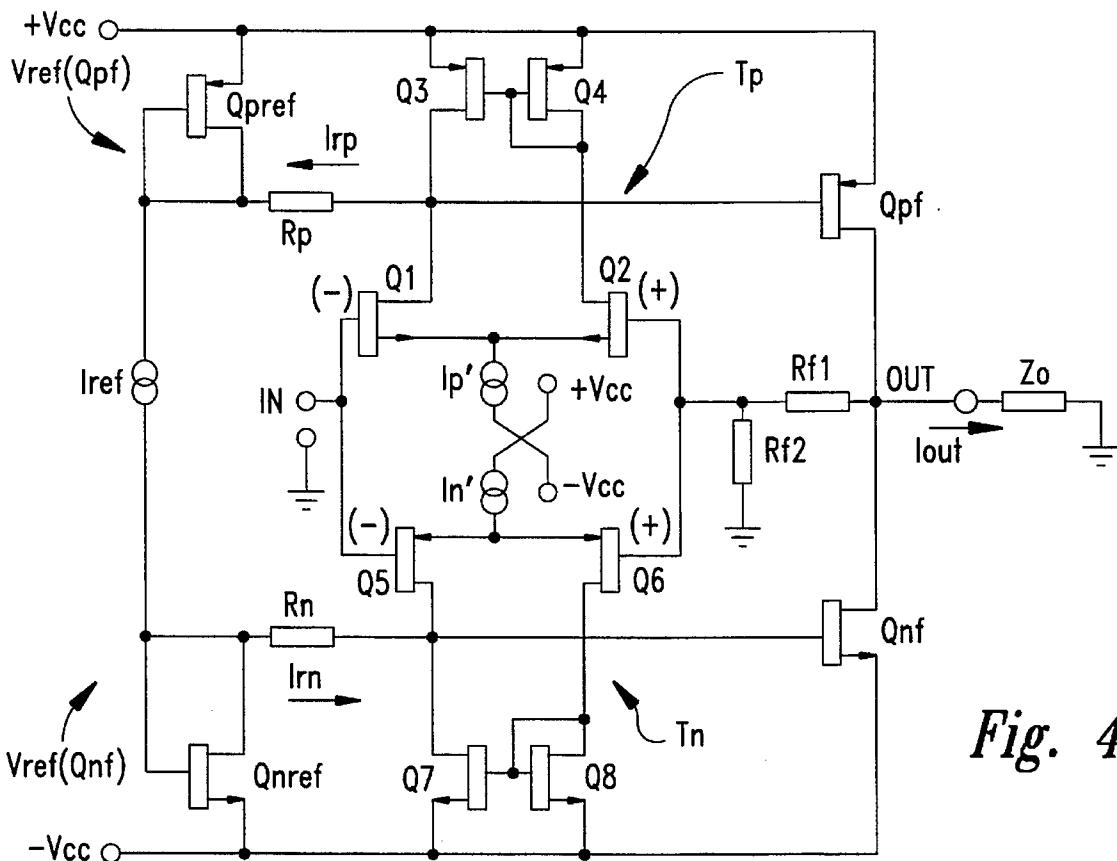 +Vcc
Vref(Qpf)
Qpref
Q3
Q4
Tp
Irp
Rp
Qpf
(-)
Q1
Q2
(+)
Iref
IN
Ip'
+Vcc
Rf1
OUT
Zo
Rf2
Iout
In'
-Vcc
(-)
(+)
Q5
Q6
Rn
Qnf
Irn
Tn
Vref(Qnf)
Qnref
Q7
Q8
Fig. 4
-Vcc